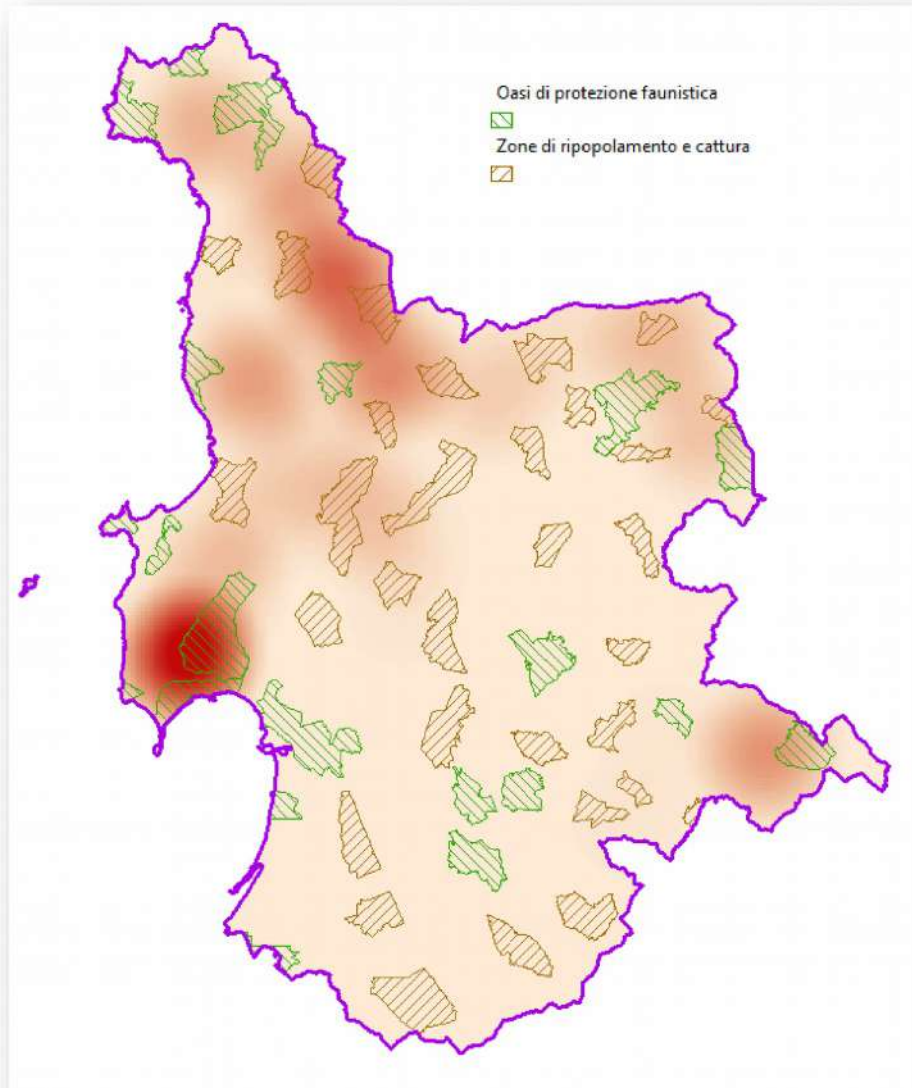 Oasi di protezione faunistica
Zone di ripopolamento e cattura